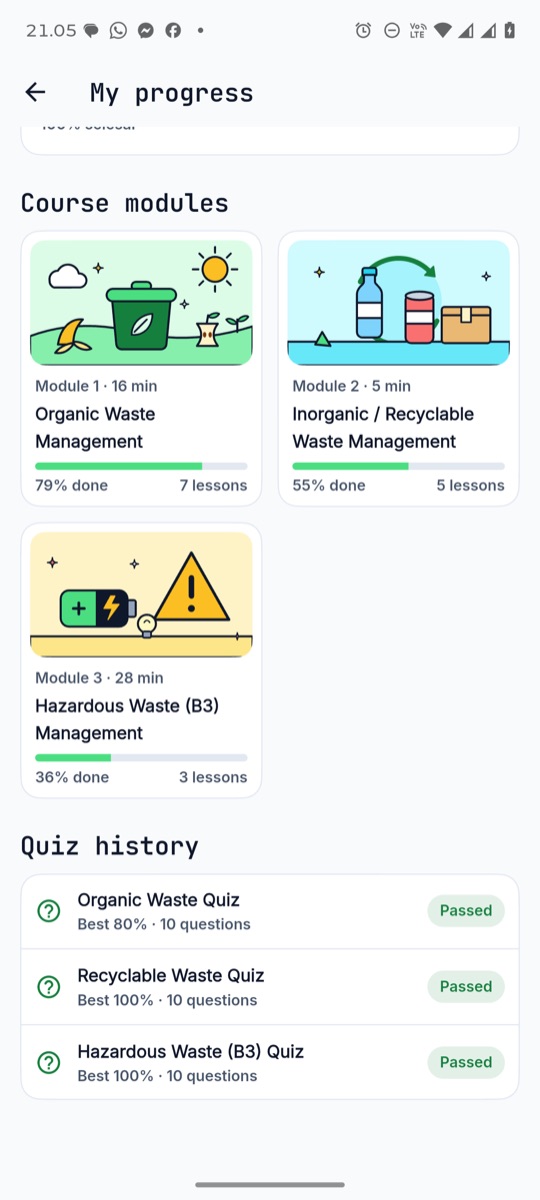 21.05
Vo))
LTE
My progress
Course modules
Module 1 · 16 min
Organic Waste
Management
79% done
7 lessons
Module 2 · 5 min
Inorganic / Recyclable
Waste Management
55% done
5 lessons
Module 3 · 28 min
Hazardous Waste (B3)
Management
36% done
3 lessons
Quiz history
Organic Waste Quiz
Best 80% · 10 questions
Passed
Recyclable Waste Quiz
Best 100% · 10 questions
Passed
Hazardous Waste (B3) Quiz
Best 100% · 10 questions
Passed